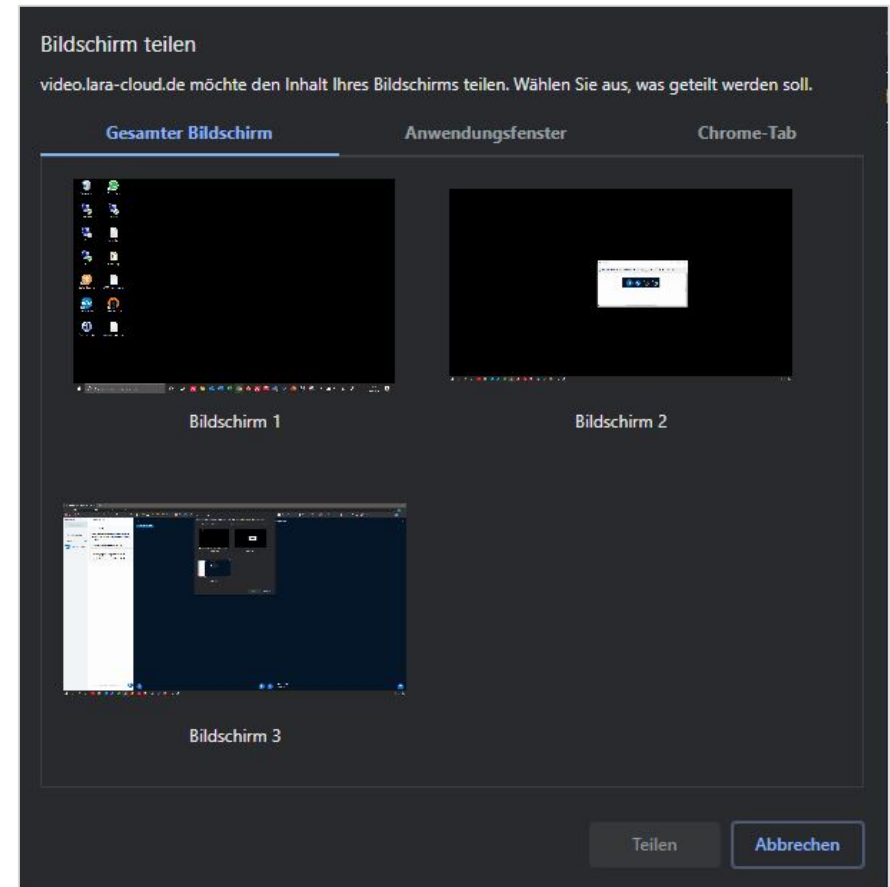 Bildschirm teilen
video.lara-cloud.de möchte den Inhalt Ihres Bildschirms teilen. Wählen Sie aus, was geteilt werden soll.
Gesamter Bildschirm Anwendungsfenster Chrome-Tab
Bildschirm 1 Bildschirm 2
Bildschirm 3
Teilen Abbrechen